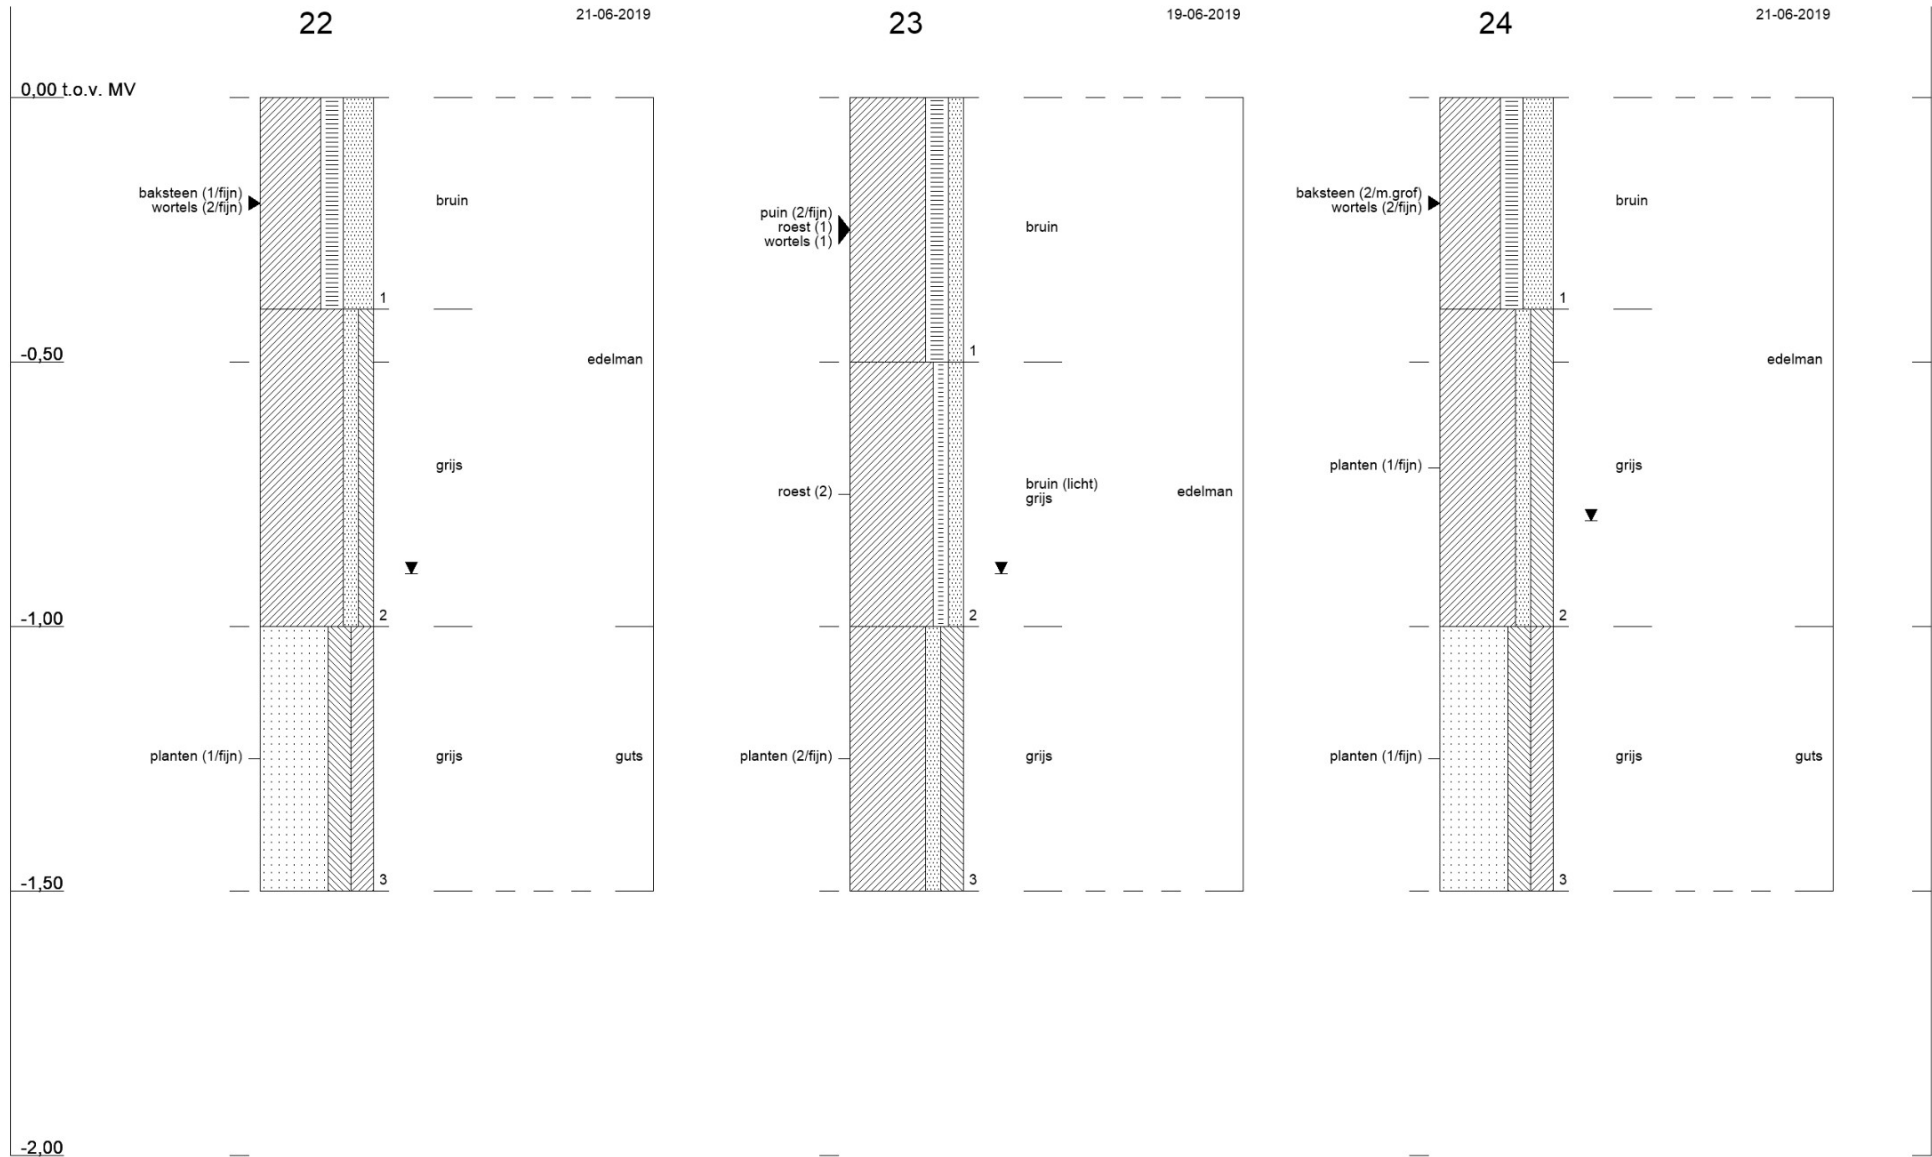 22
21-06-2019
23
19-06-2019
24
21-06-2019
0,00 t.o.v. MV
-0,50
-1,00
-1,50
-2,00
baksteen (1/fijn)
wortels (2/fijn)
bruin
1
edelman
grijs
2
planten (1/fijn)
grijs
guts
3
puin (2/fijn)
roest (1)
wortels (1)
bruin
1
roest (2)
bruin (licht)
grijs
edelman
2
planten (2/fijn)
grijs
3
baksteen (2/m.grof)
wortels (2/fijn)
bruin
1
edelman
planten (1/fijn)
grijs
2
planten (1/fijn)
grijs
guts
3